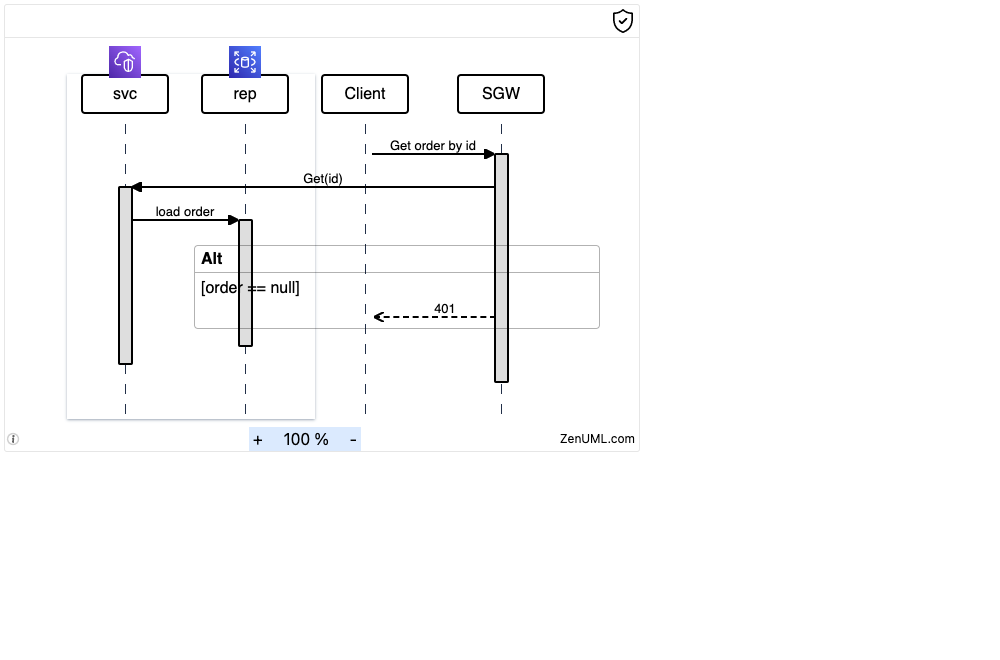 svc
rep
Client
SGW
Get order by id
Get(id)
load order
Alt
[order == null]
401
+ 100 % -
ZenUML.com